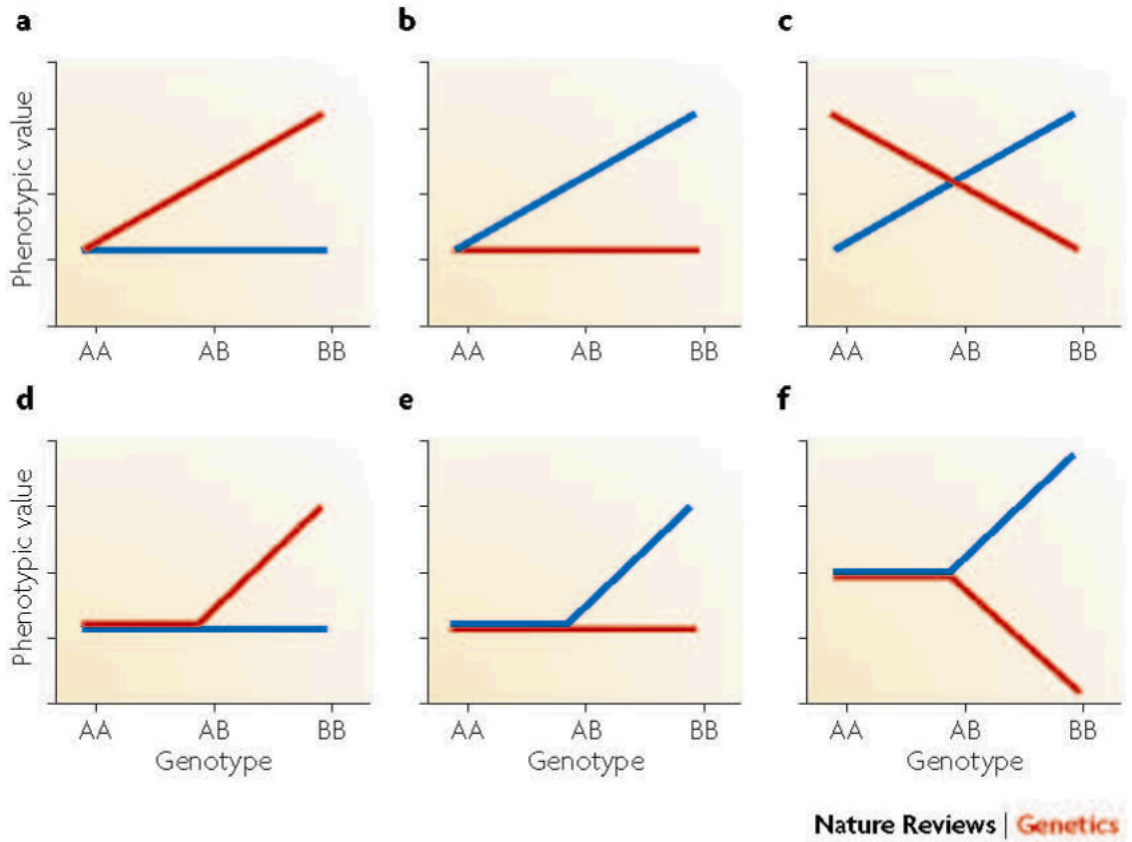 a b c
Phenotypic value
AA AB BB AA AB BB AA AB BB
d e f
Phenotypic value
AA AB BB AA AB BB AA AB BB
Genotype Genotype Genotype
Nature Reviews | Genetics